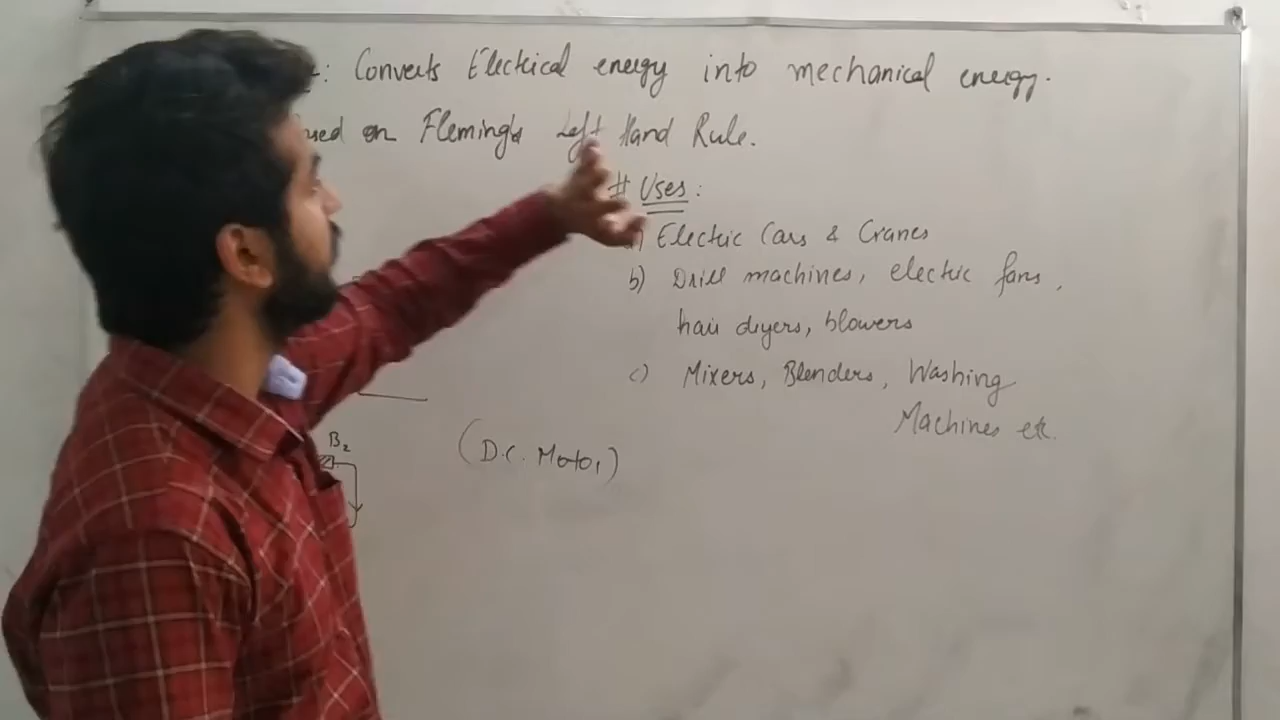 : Converts Electrical energy into mechanical energy.
on Fleming's Left Hand Rule.
# Uses :
a) Electric Cars & Cranes
b) Drill machines, electric fans,
hair dryers, blowers
c) Mixers, Blenders, Washing
Machines etc.
B2
(D.C. Motor)